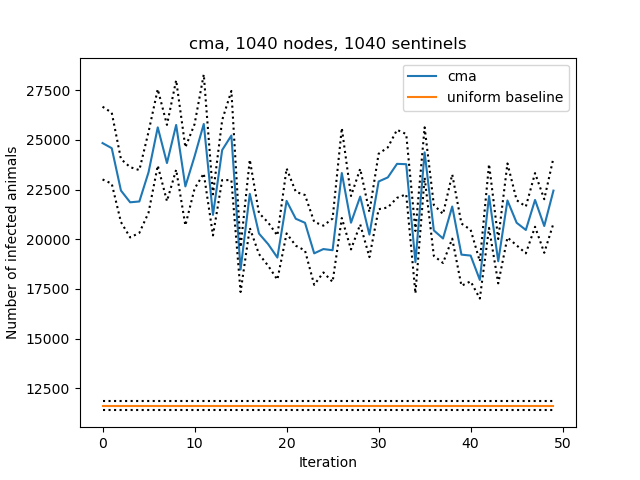 cma, 1040 nodes, 1040 sentinels
cma
uniform baseline
Number of infected animals
27500
25000
22500
20000
17500
15000
12500
0 10 20 30 40 50
Iteration